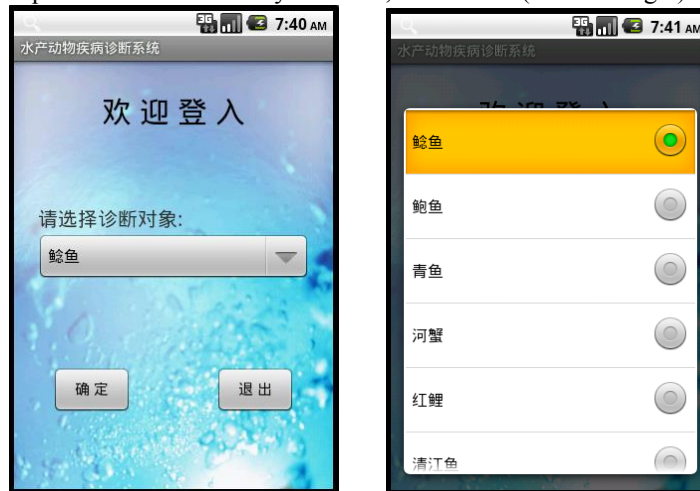 7:40 AM
水产动物疾病诊断系统
欢迎登入
请选择诊断对象:
鲶鱼
确定
退出
7:41 AM
水产动物疾病诊断系统
鲶鱼
鲍鱼
青鱼
河蟹
红鲤
清江鱼